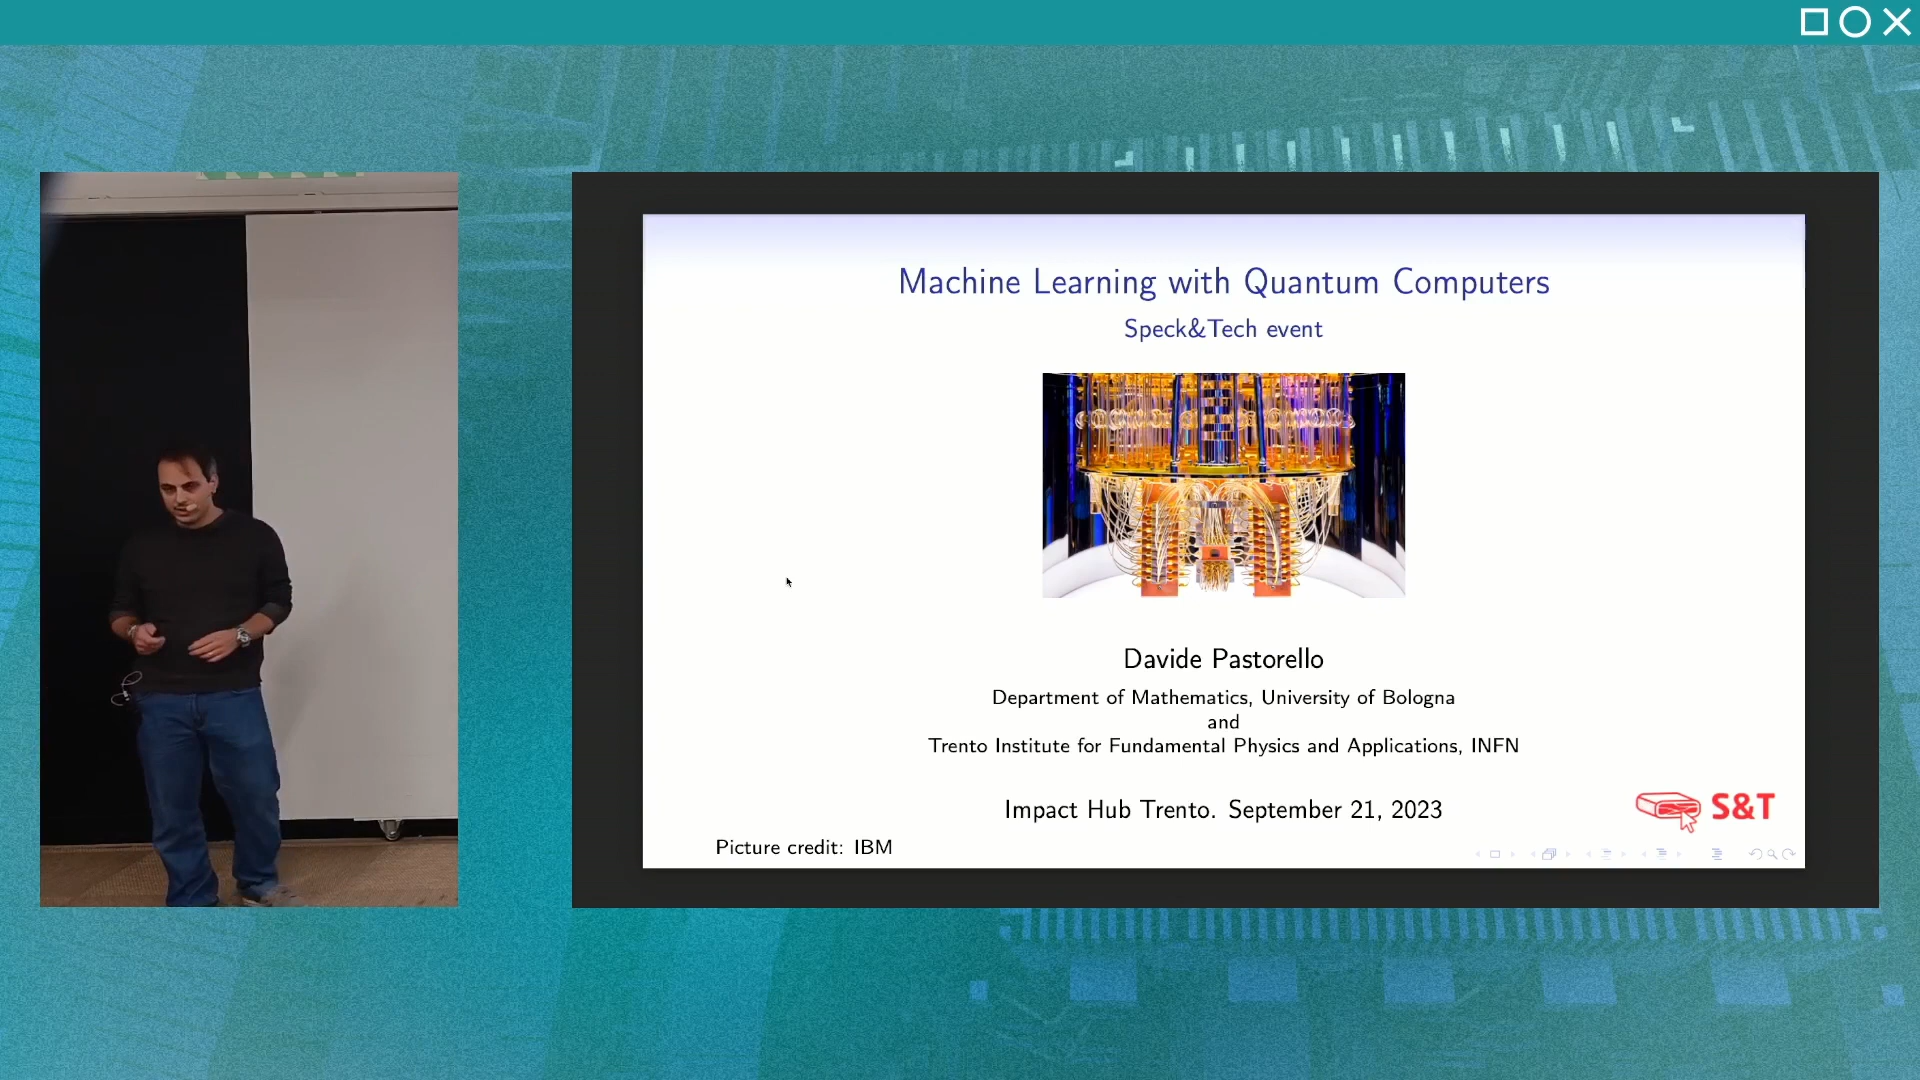 Machine Learning with Quantum Computers
Speck&Tech event
Davide Pastorello
Department of Mathematics, University of Bologna
and
Trento Institute for Fundamental Physics and Applications, INFN
Impact Hub Trento. September 21, 2023
S&T
Picture credit: IBM